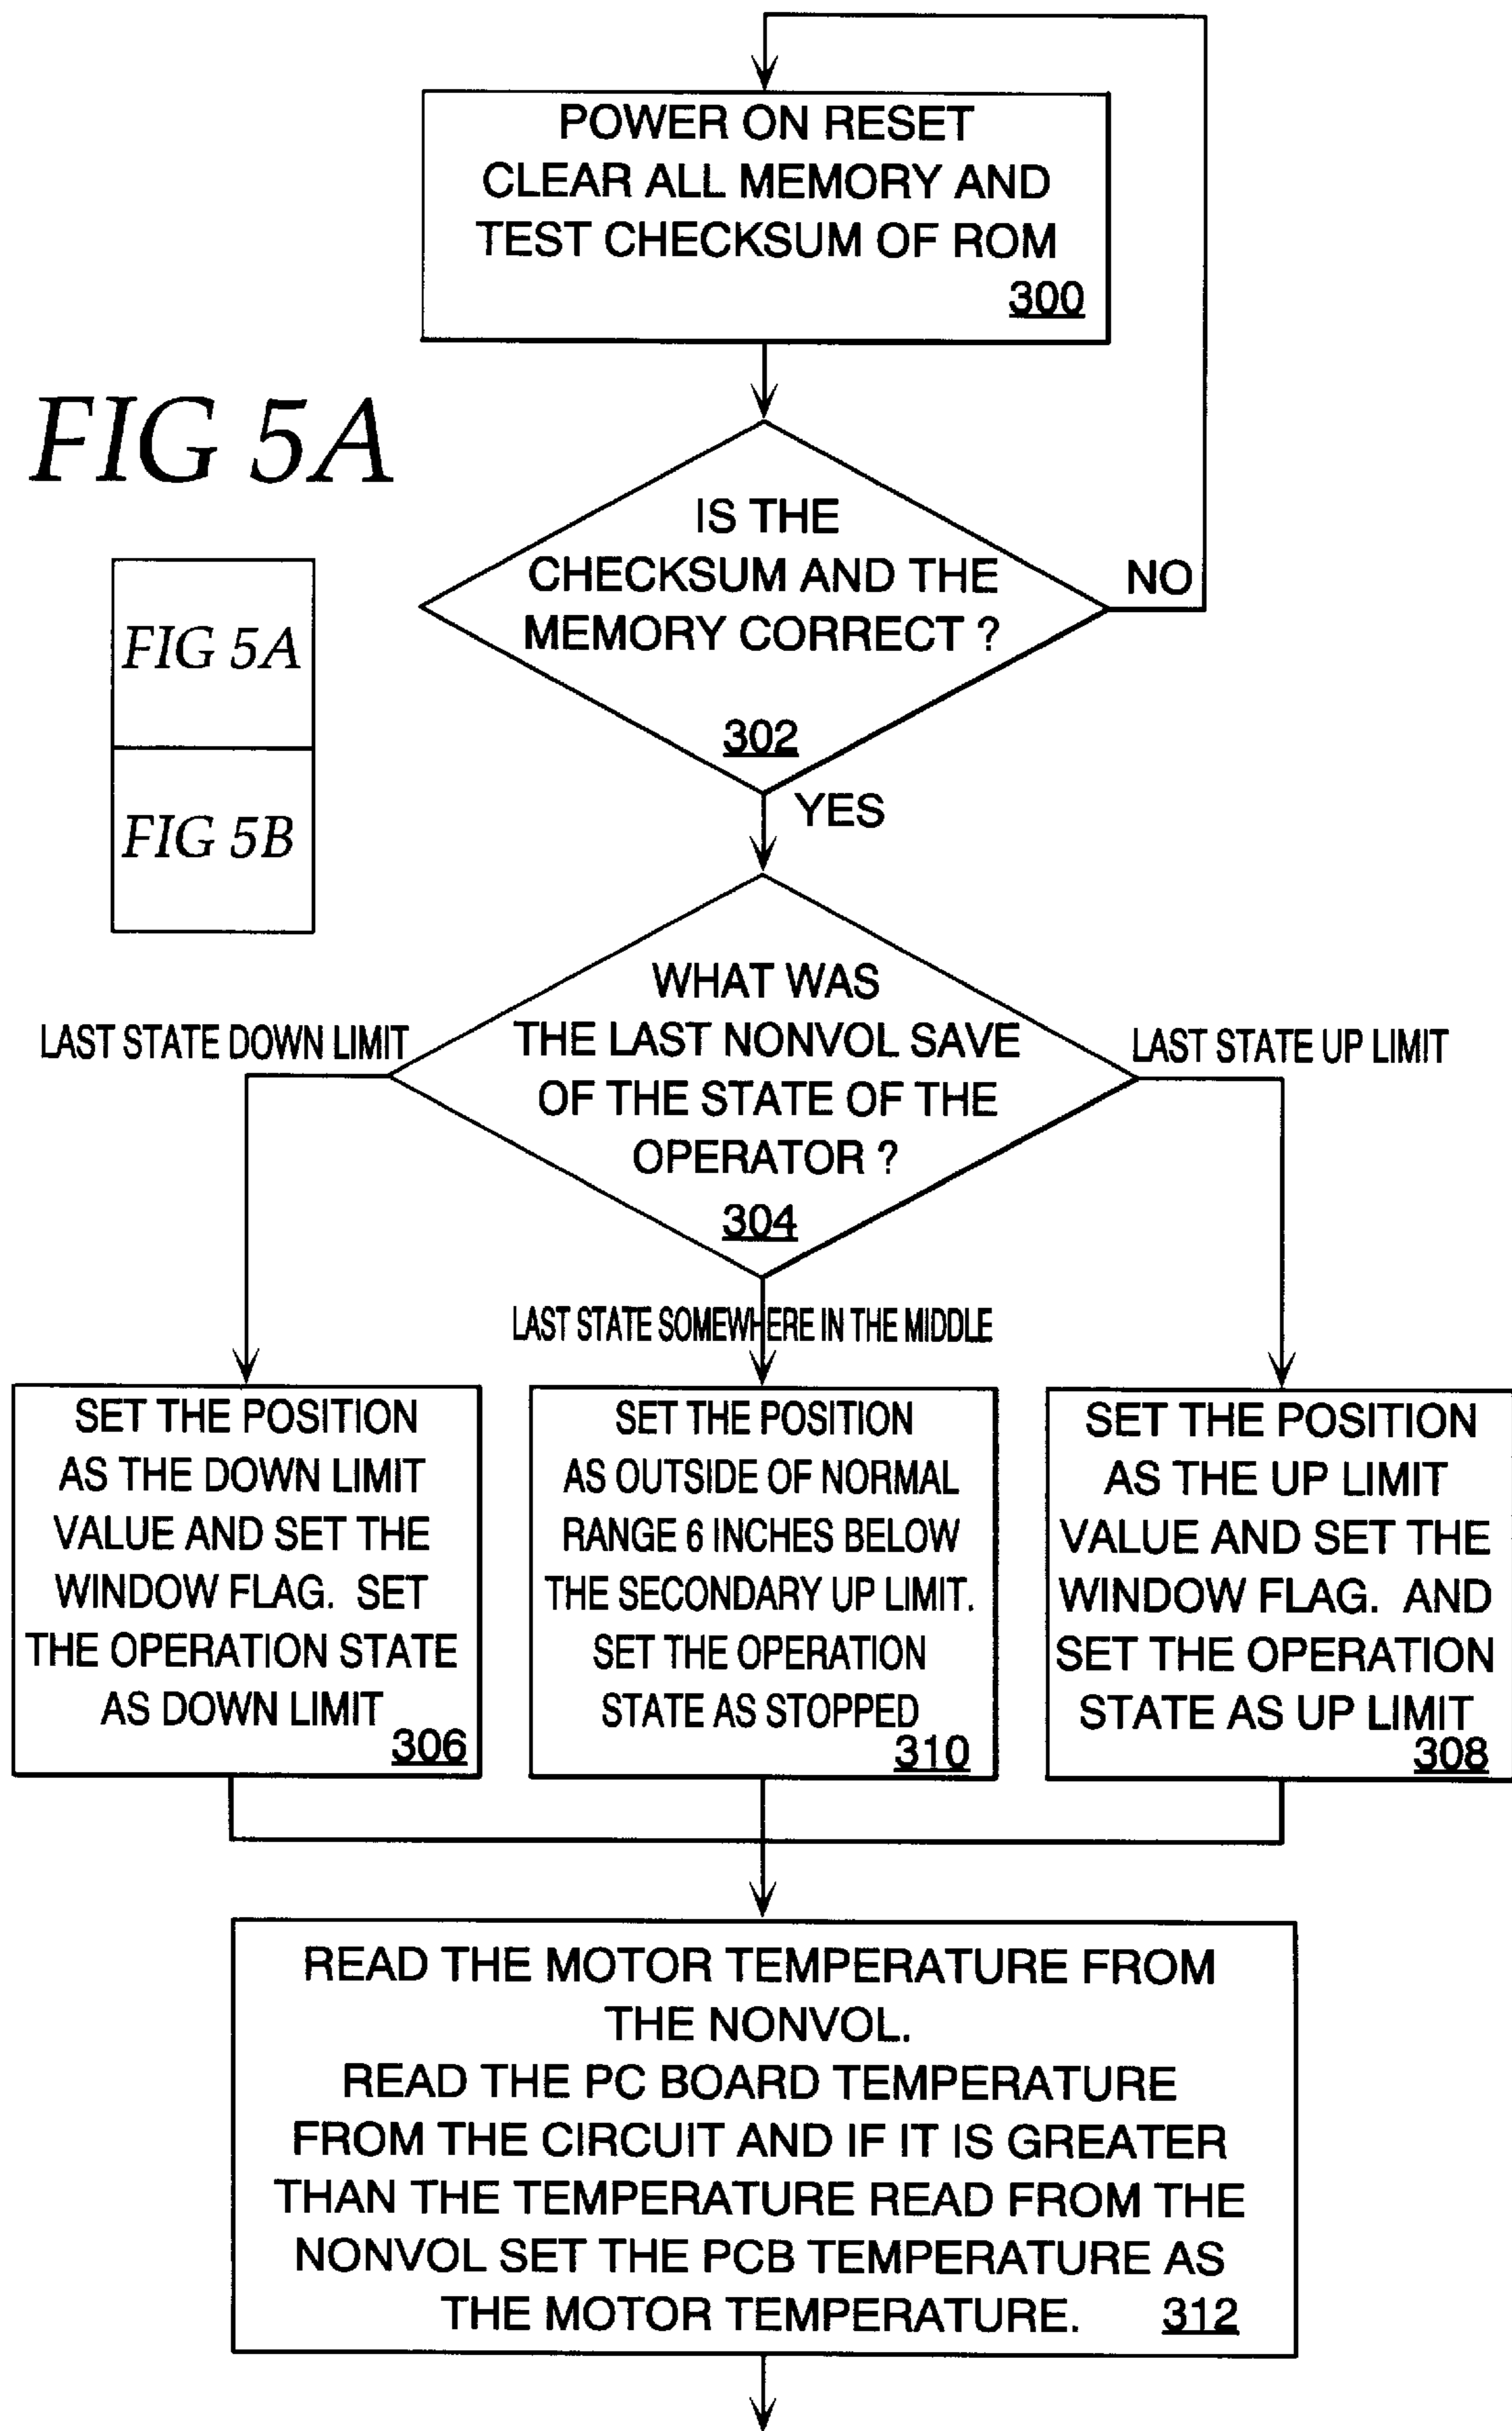 POWER ON RESET
CLEAR ALL MEMORY AND
TEST CHECKSUM OF ROM
300
FIG 5A
FIG 5A
FIG 5B
IS THE
CHECKSUM AND THE
MEMORY CORRECT ?
302
NO
YES
WHAT WAS
THE LAST NONVOL SAVE
OF THE STATE OF THE
OPERATOR ?
304
LAST STATE DOWN LIMIT
LAST STATE UP LIMIT
LAST STATE SOMEWHERE IN THE MIDDLE
SET THE POSITION
AS THE DOWN LIMIT
VALUE AND SET THE
WINDOW FLAG. SET
THE OPERATION STATE
AS DOWN LIMIT
306
SET THE POSITION
AS OUTSIDE OF NORMAL
RANGE 6 INCHES BELOW
THE SECONDARY UP LIMIT.
SET THE OPERATION
STATE AS STOPPED
310
SET THE POSITION
AS THE UP LIMIT
VALUE AND SET THE
WINDOW FLAG. AND
SET THE OPERATION
STATE AS UP LIMIT
308
READ THE MOTOR TEMPERATURE FROM
THE NONVOL.
READ THE PC BOARD TEMPERATURE
FROM THE CIRCUIT AND IF IT IS GREATER
THAN THE TEMPERATURE READ FROM THE
NONVOL SET THE PCB TEMPERATURE AS
THE MOTOR TEMPERATURE. 312